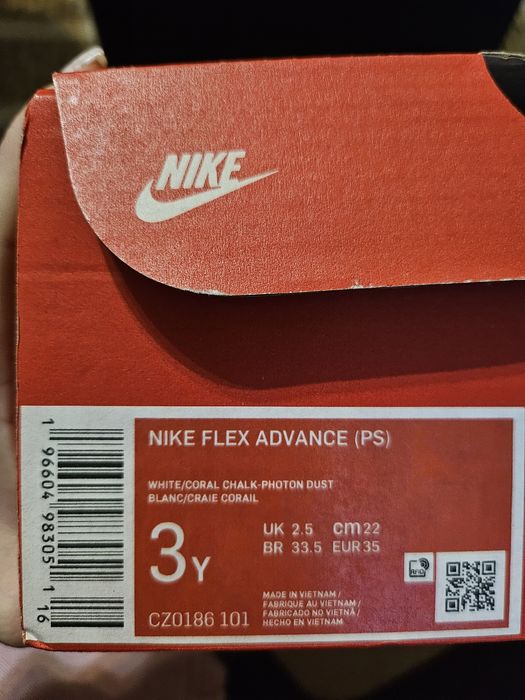 NIKE
NIKE FLEX ADVANCE (PS)
WHITE/CORAL CHALK-PHOTON DUST
BLANC/CRAIE CORAIL
3Y
UK 2.5 cm 22
BR 33.5 EUR 35
MADE IN VIETNAM /
FABRIQUE AU VIETNAM /
FABRICADO NO VIETNÃ /
HECHO EN VIETNAM
CZ0186 101
RFID
1 96604 98305 1 16